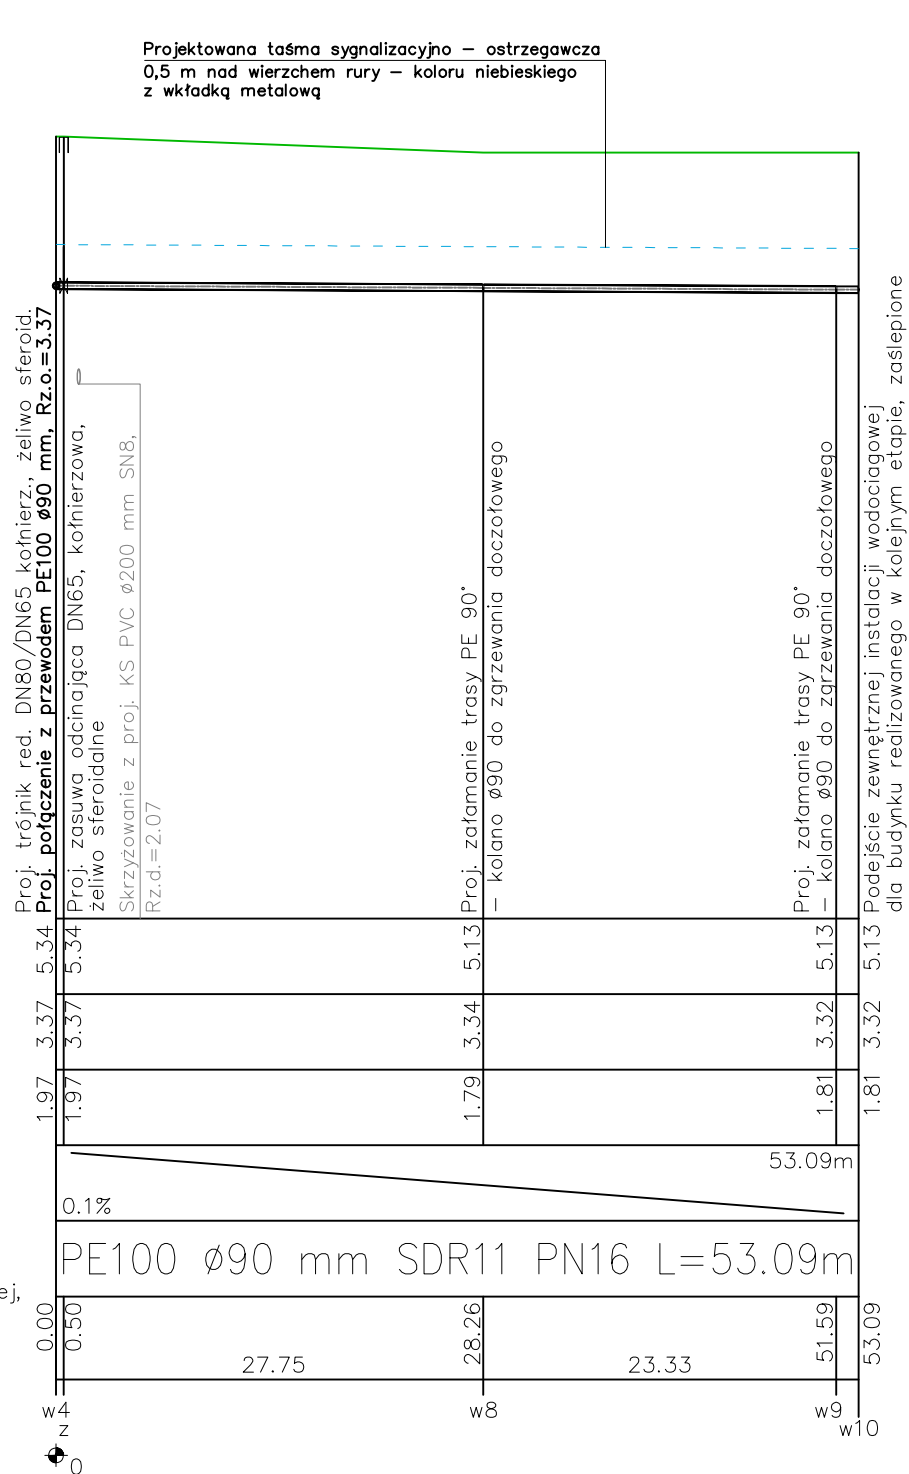 Projektowana taśma sygnalizacyjno – ostrzegawcza
0,5 m nad wierzchem rury – koloru niebieskiego
z wkładką metalową
Proj. trójnik red. DN80/DN65 kołnierz., żeliwo sferoid.
Proj. połączenie z przewodem PE100 ø90 mm, Rz.o.=3.37
Proj. zasuwa odcinająca DN65, kołnierzowa,
żeliwo sferoidalne
Skrzyżowanie z proj. KS PVC ø200 mm SN8,
Rz.d.=2.07
Proj. załamanie trasy PE 90°
– kolano ø90 do zgrzewania doczołowego
Proj. załamanie trasy PE 90°
– kolano ø90 do zgrzewania doczołowego
Podejście zewnętrznej instalacji wodociągowej
dla budynku realizowanego w kolejnym etapie, zaślepione
5.34 5.34 5.13 5.13 5.13
3.37 3.37 3.34 3.32 3.32
1.97 1.97 1.79 1.81 1.81
53.09m
0.1%
PE100 ø90 mm SDR11 PN16 L=53.09m
ej,
0.00 0.50 28.26 51.59 53.09
27.75 23.33
w4 w8 w9
z w10
0